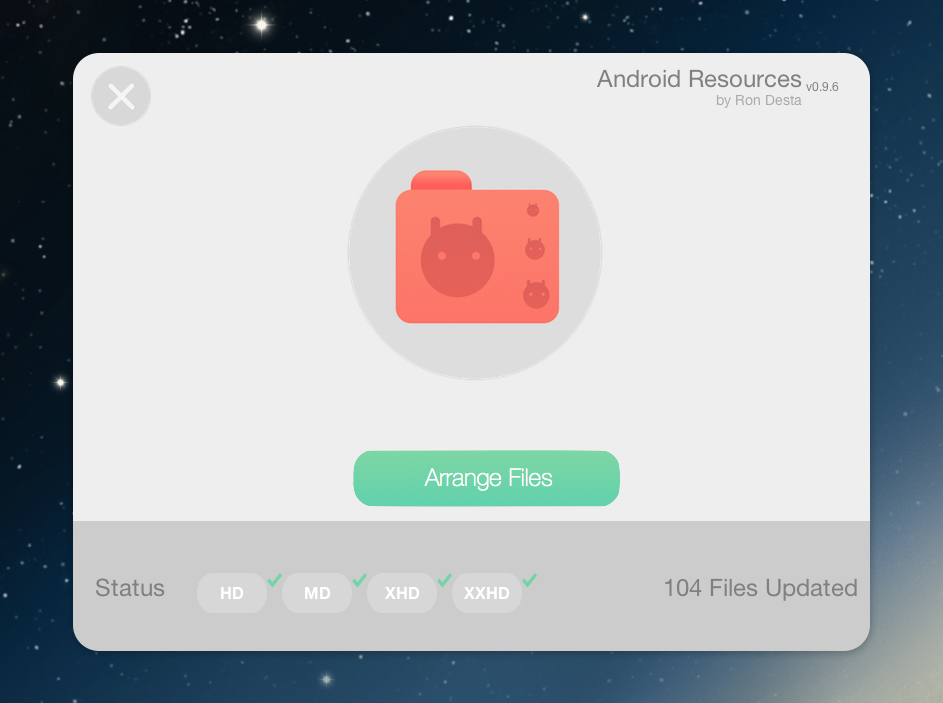 Android Resources v0.9.6
by Ron Desta
Arrange Files
Status HD MD XHD XXHD 104 Files Updated